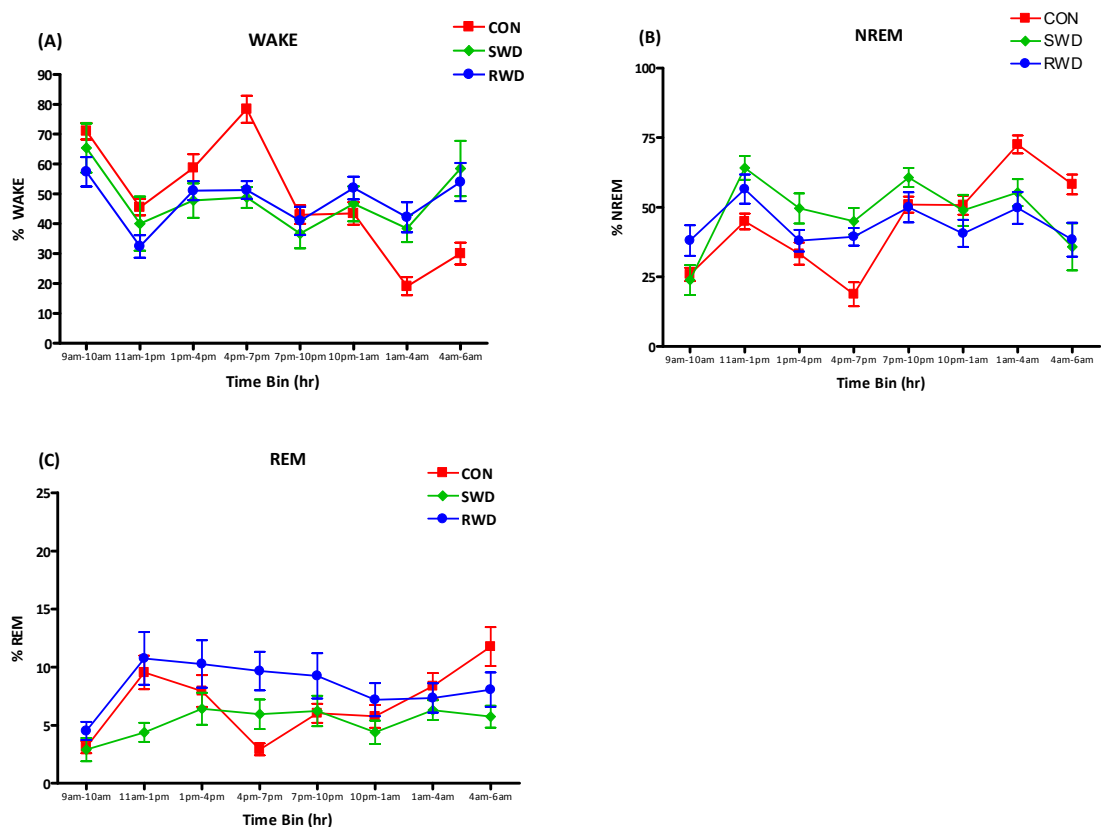 (A)
WAKE
CON
SWD
RWD
90
80
70
60
50
40
30
20
10
0
% WAKE
9am-10am 11am-1pm 1pm-4pm 4pm-7pm 7pm-10pm 10pm-1am 1am-4am 4am-6am
Time Bin (hr)
(B)
NREM
CON
SWD
RWD
100
75
50
25
0
% NREM
9am-10am 11am-1pm 1pm-4pm 4pm-7pm 7pm-10pm 10pm-1am 1am-4am 4am-6am
Time Bin (hr)
(C)
REM
CON
SWD
RWD
25
20
15
10
5
0
% REM
9am-10am 11am-1pm 1pm-4pm 4pm-7pm 7pm-10pm 10pm-1am 1am-4am 4am-6am
Time Bin (hr)